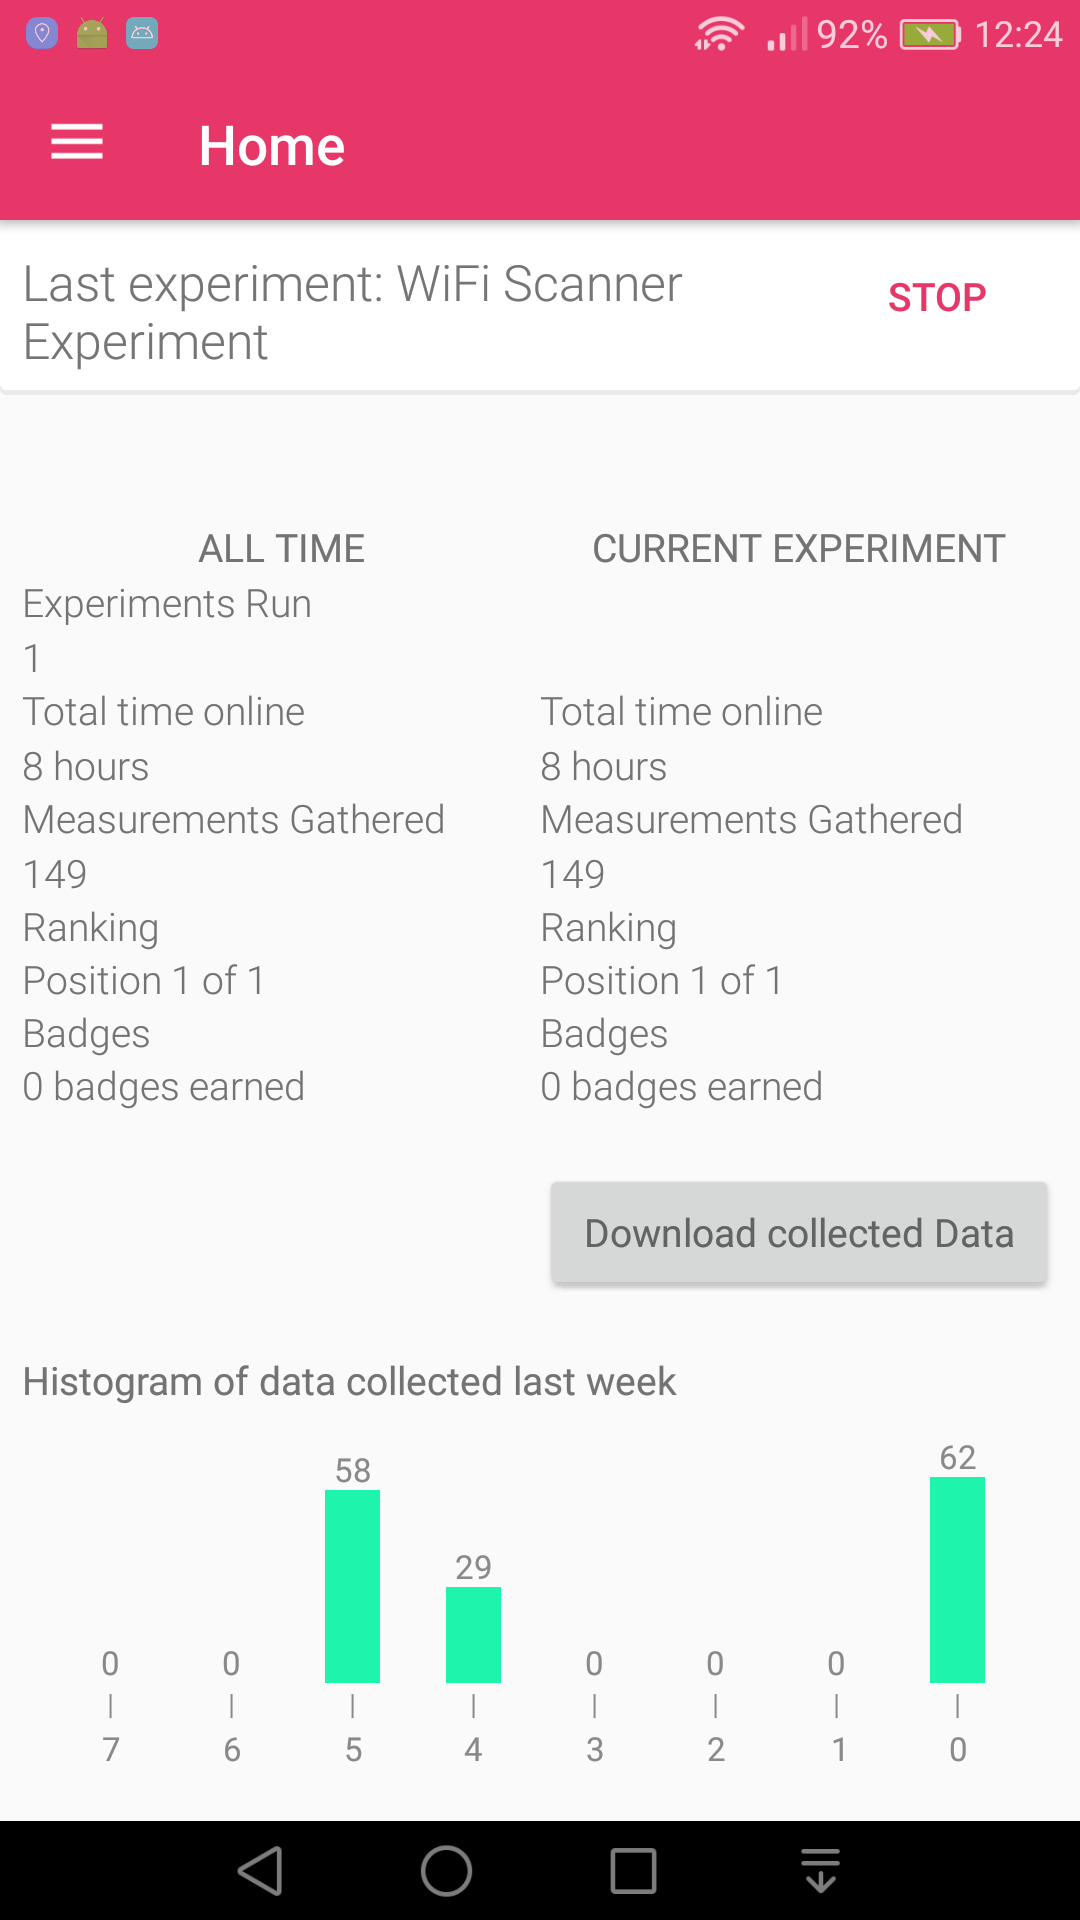 92% 12:24
Home
Last experiment: WiFi Scanner
Experiment
STOP
ALL TIME
Experiments Run
1
Total time online
8 hours
Measurements Gathered
149
Ranking
Position 1 of 1
Badges
0 badges earned
CURRENT EXPERIMENT
Total time online
8 hours
Measurements Gathered
149
Ranking
Position 1 of 1
Badges
0 badges earned
Download collected Data
Histogram of data collected last week
0 0 58 29 0 0 0 62
7 6 5 4 3 2 1 0